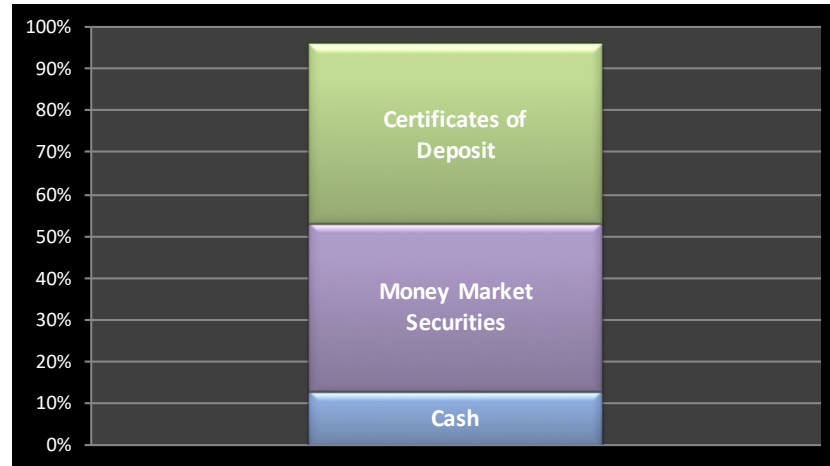 100%
90%
80%
70%
60%
50%
40%
30%
20%
10%
0%
Certificates of
Deposit
Money Market
Securities
Cash